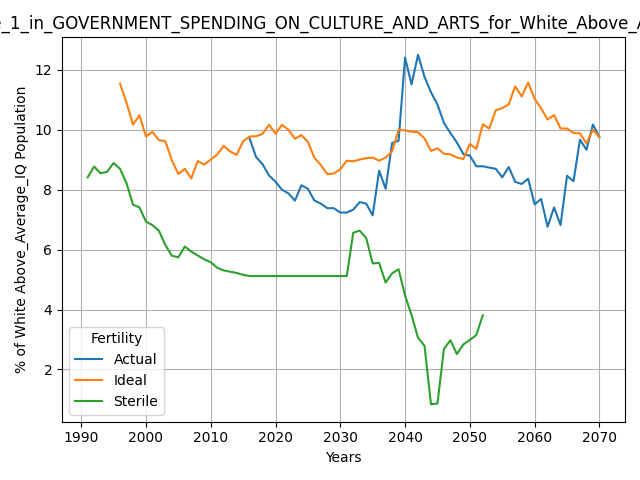 _1_in_GOVERNMENT_SPENDING_ON_CULTURE_AND_ARTS_for_White_Above_A
% of White Above_Average_IQ Population
12
10
8
6
4
2
Fertility
Actual
Ideal
Sterile
1990 2000 2010 2020 2030 2040 2050 2060 2070
Years